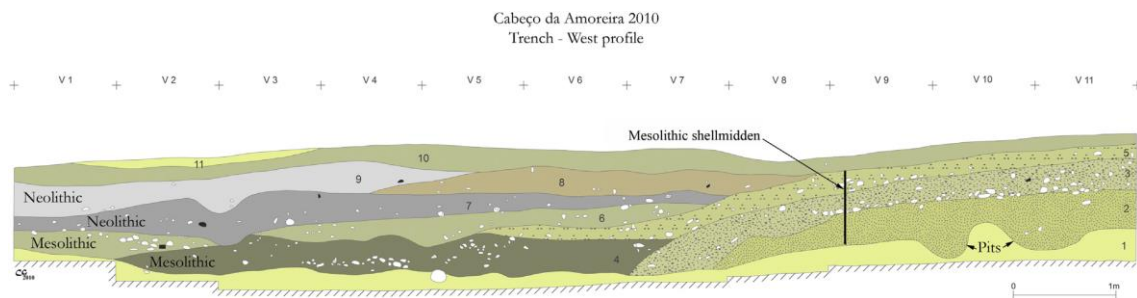 Cabeço da Amoreira 2010
Trench - West profile
V 1 V 2 V 3 V 4 V 5 V 6 V 7 V 8 V 9 V 10 V 11
Mesolithic shellmidden
11
10
5
9
8
3
Neolithic
7
2
Neolithic
6
Mesolithic
1
Mesolithic
4
Pits
2010
0 1m